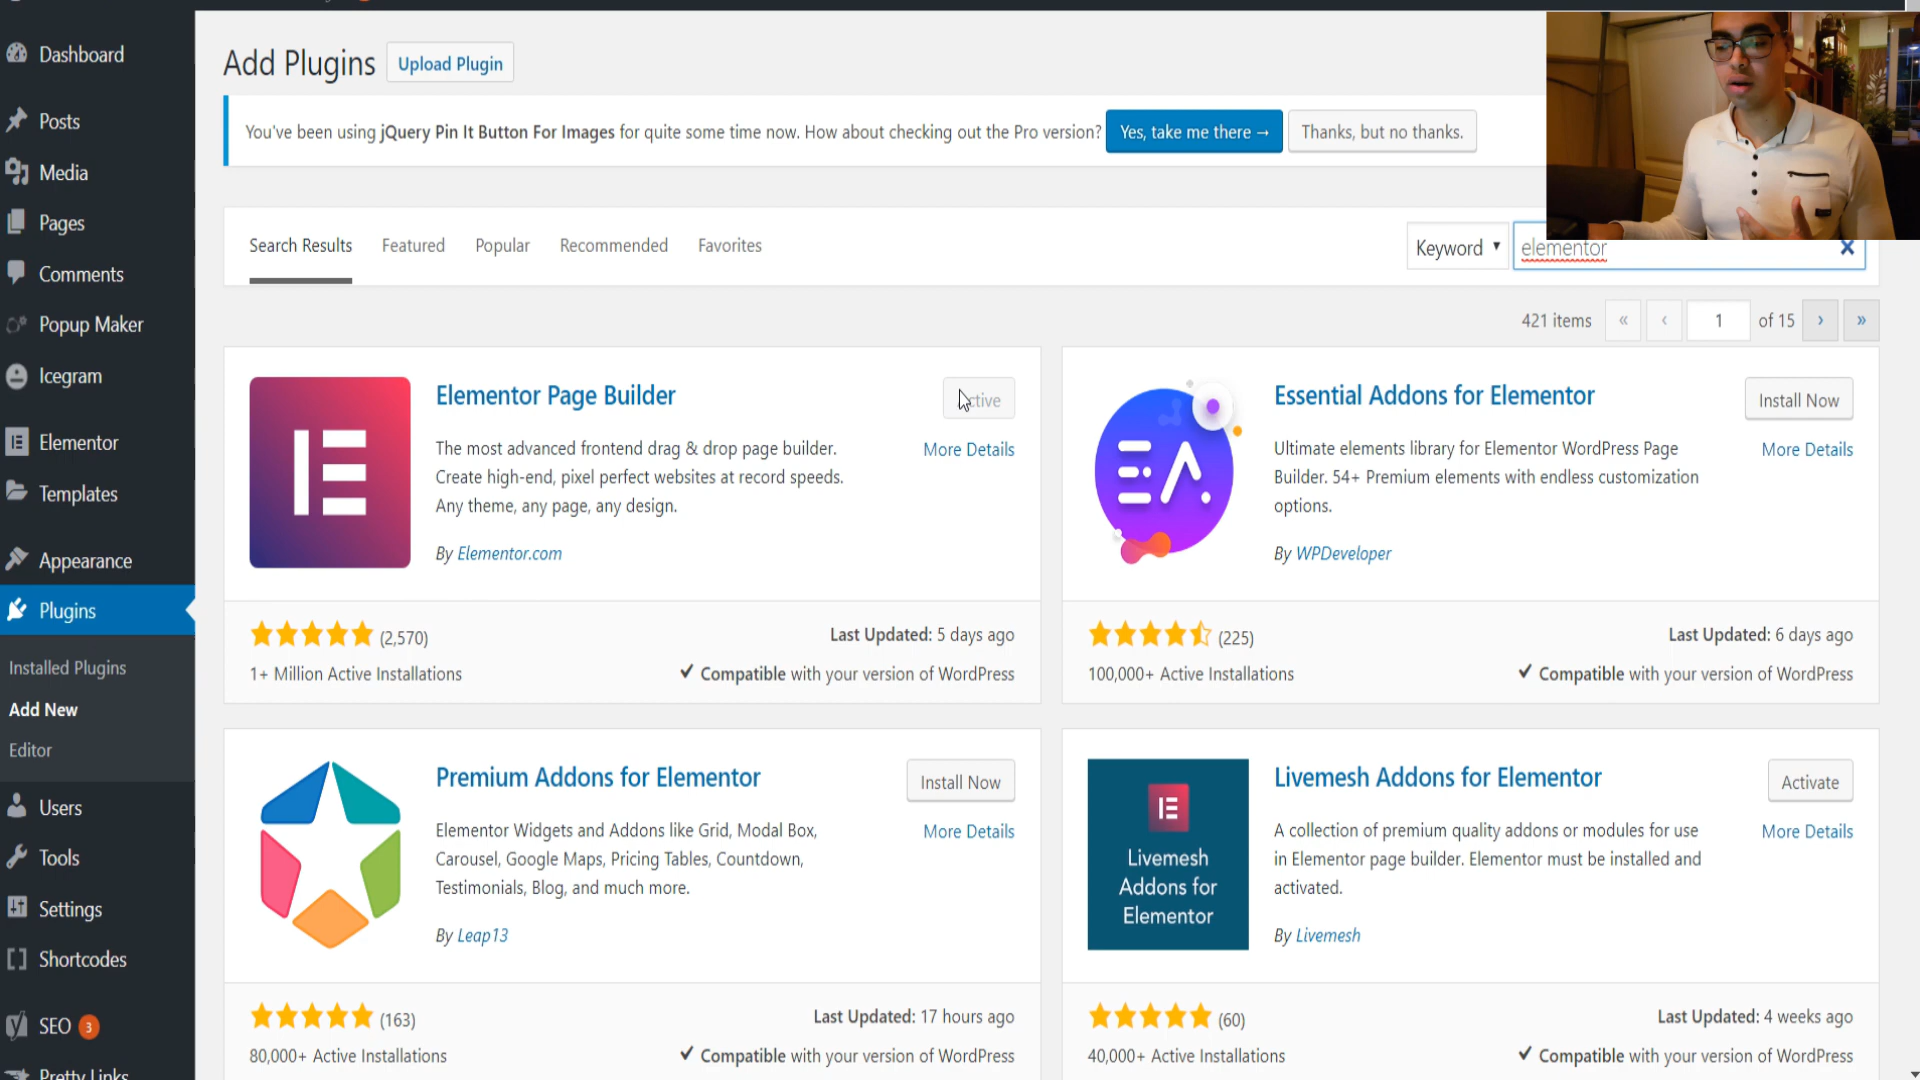 Dashboard
Posts
Media
Pages
Comments
Popup Maker
Icegram
Elementor
Templates
Appearance
Plugins
Installed Plugins
Add New
Editor
Users
Tools
Settings
Shortcodes
SEO 3
Pretty Links
Add Plugins Upload Plugin
You've been using jQuery Pin It Button For Images for quite some time now. How about checking out the Pro version? Yes, take me there → Thanks, but no thanks.
Search Results Featured Popular Recommended Favorites Keyword ▾ elementor ×
421 items « ‹ 1 of 15 › »
Elementor Page Builder
Active
More Details
The most advanced frontend drag & drop page builder.
Create high-end, pixel perfect websites at record speeds.
Any theme, any page, any design.
By Elementor.com
(2,570)
Last Updated: 5 days ago
1+ Million Active Installations
✓ Compatible with your version of WordPress
Essential Addons for Elementor
Install Now
More Details
Ultimate elements library for Elementor WordPress Page
Builder. 54+ Premium elements with endless customization
options.
By WPDeveloper
(225)
Last Updated: 6 days ago
100,000+ Active Installations
✓ Compatible with your version of WordPress
Premium Addons for Elementor
Install Now
More Details
Elementor Widgets and Addons like Grid, Modal Box,
Carousel, Google Maps, Pricing Tables, Countdown,
Testimonials, Blog, and much more.
By Leap13
(163)
Last Updated: 17 hours ago
80,000+ Active Installations
✓ Compatible with your version of WordPress
Livemesh
Addons for
Elementor
Livemesh Addons for Elementor
Activate
More Details
A collection of premium quality addons or modules for use
in Elementor page builder. Elementor must be installed and
activated.
By Livemesh
(60)
Last Updated: 4 weeks ago
40,000+ Active Installations
✓ Compatible with your version of WordPress